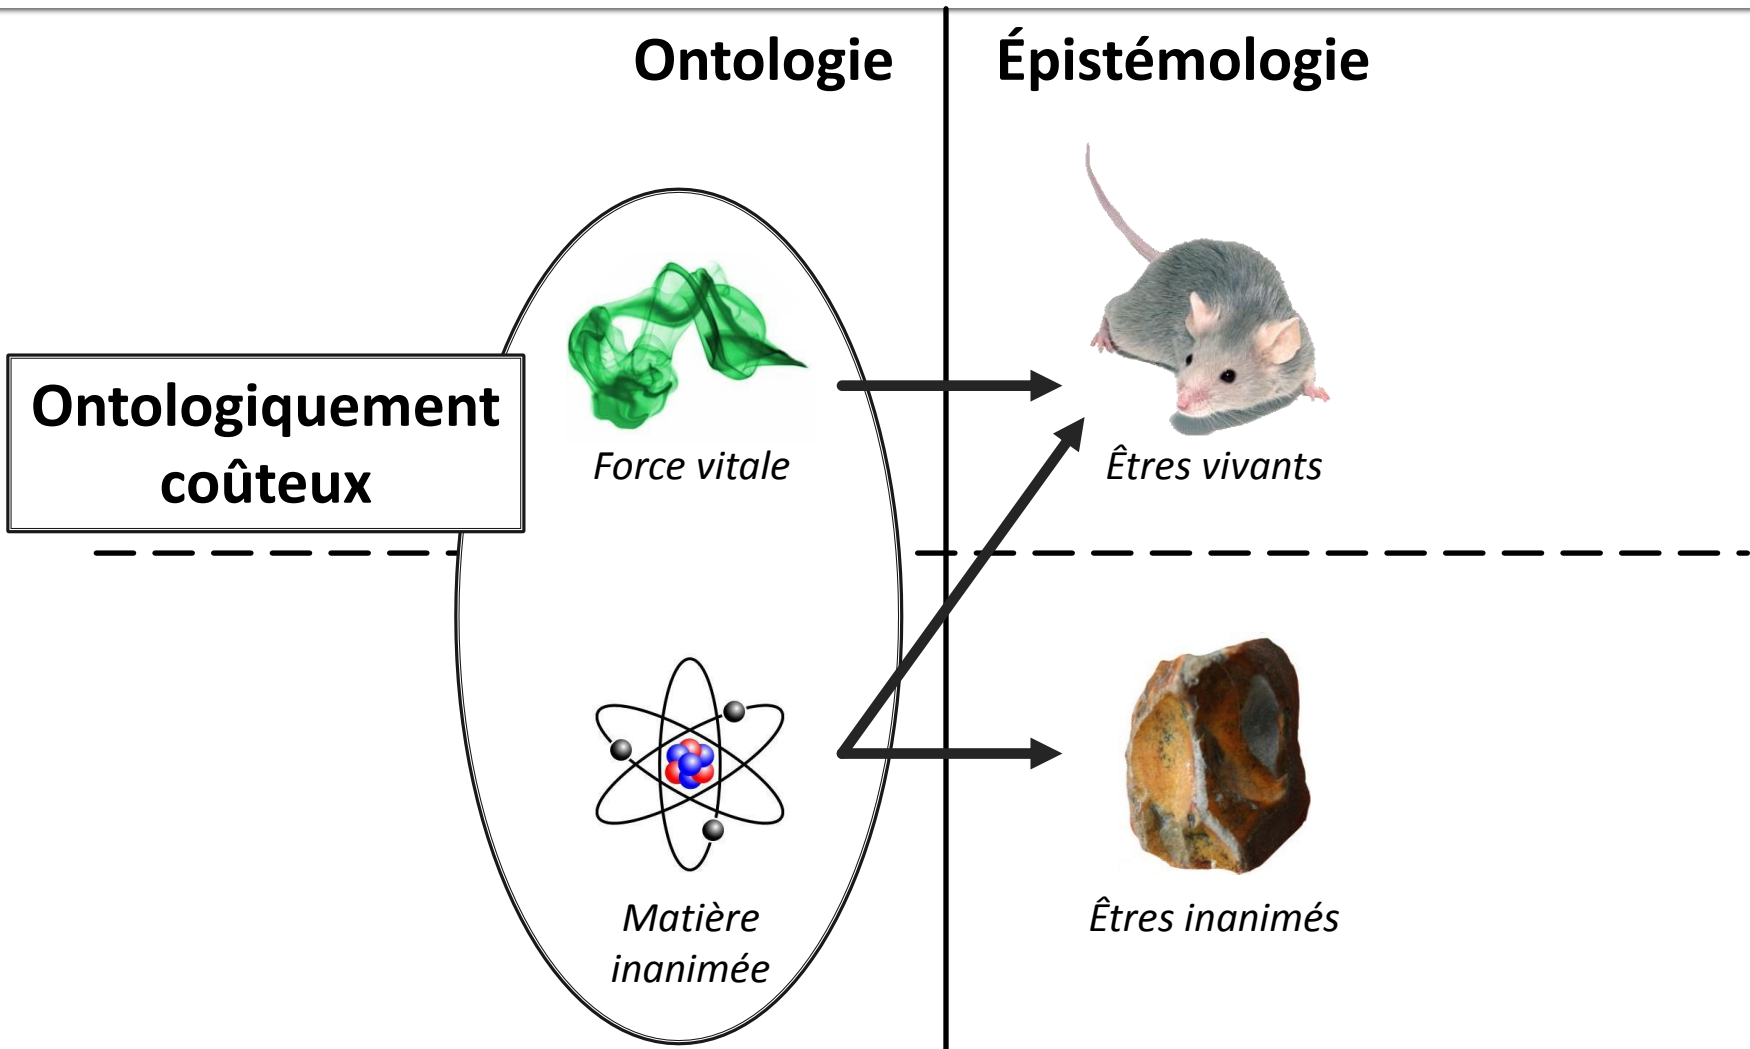 Ontologie
Épistémologie
Ontologiquement
coûteux
Force vitale
Êtres vivants
Matière
inanimée
Êtres inanimés